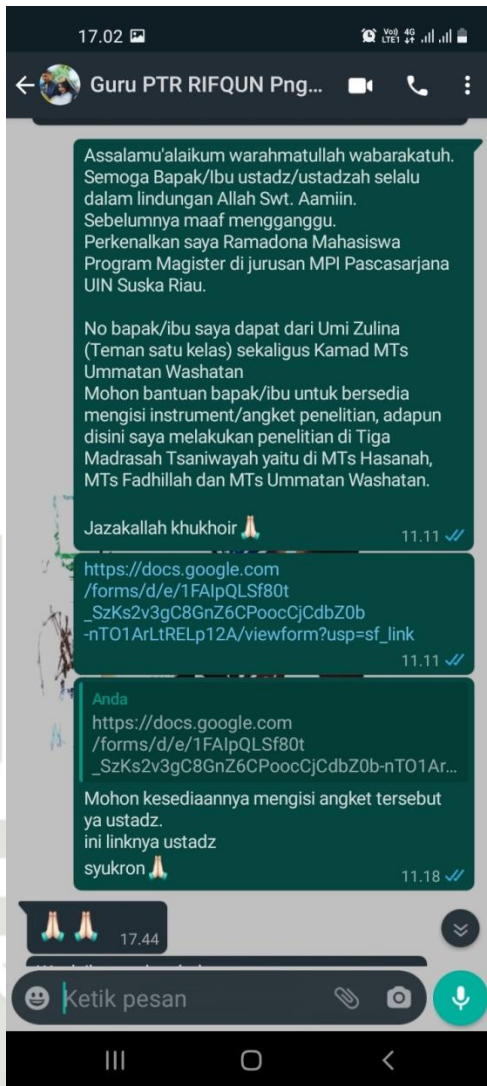 17.02
Vo)) 4G
LTE1
Guru PTR RIFQUN Png...
Assalamu'alaikum warahmatullah wabarakatuh.
Semoga Bapak/Ibu ustadz/ustadzah selalu
dalam lindungan Allah Swt. Aamiin.
Sebelumnya maaf mengganggu.
Perkenalkan saya Ramadona Mahasiswa
Program Magister di jurusan MPI Pascasarjana
UIN Suska Riau.
No bapak/ibu saya dapat dari Umi Zulina
(Teman satu kelas) sekaligus Kamad MTs
Ummatan Washatan
Mohon bantuan bapak/ibu untuk bersedia
mengisi instrument/angket penelitian, adapun
disini saya melakukan penelitian di Tiga
Madrasah Tsaniwayah yaitu di MTs Hasanah,
MTs Fadhillah dan MTs Ummatan Washatan.
Jazakallah khukhoir 🙏🏻
11.11
https://docs.google.com
/forms/d/e/1FAIpQLSf80t
_SzKs2v3gC8GnZ6CPoocCjCdbZ0b
-nTO1ArLtRELp12A/viewform?usp=sf_link
11.11
Anda
https://docs.google.com
/forms/d/e/1FAIpQLSf80t
_SzKs2v3gC8GnZ6CPoocCjCdbZ0b-nTO1Ar...
Mohon kesediaannya mengisi angket tersebut
ya ustadz.
ini linknya ustadz
syukron 🙏🏻
11.18
🙏🏻 🙏🏻 17.44
Ketik pesan